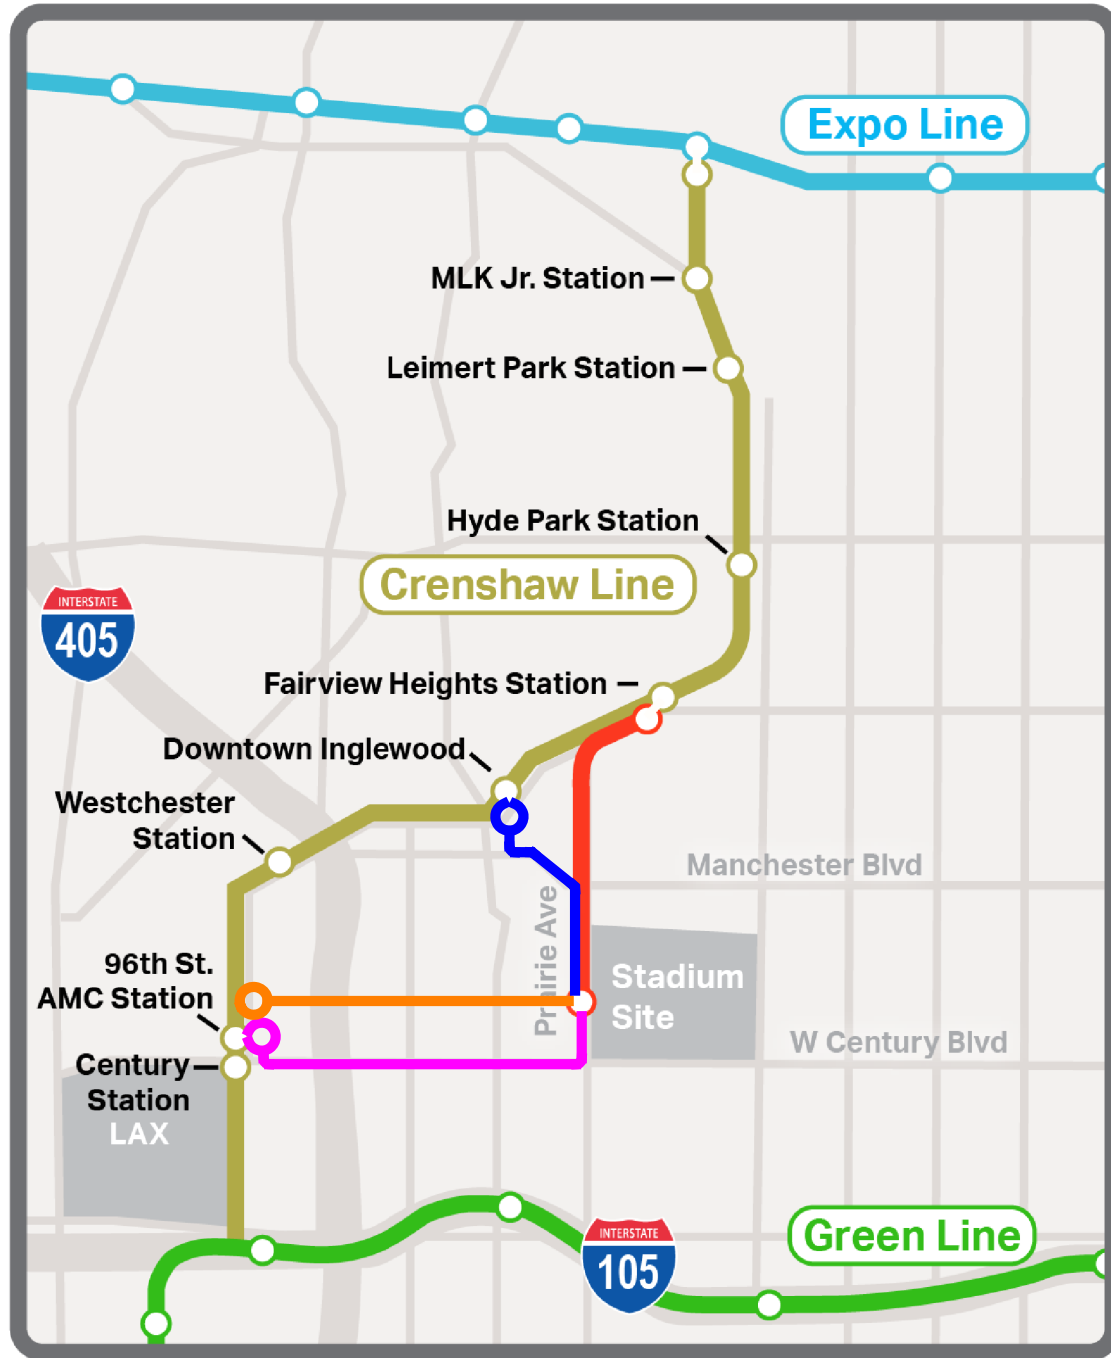 Expo Line
MLK Jr. Station
Leimert Park Station
Hyde Park Station
Crenshaw Line
INTERSTATE
405
Fairview Heights Station
Downtown Inglewood
Westchester
Station
Manchester Blvd
Prairie Ave
96th St.
AMC Station
Stadium
Site
W Century Blvd
Century
Station
LAX
INTERSTATE
105
Green Line